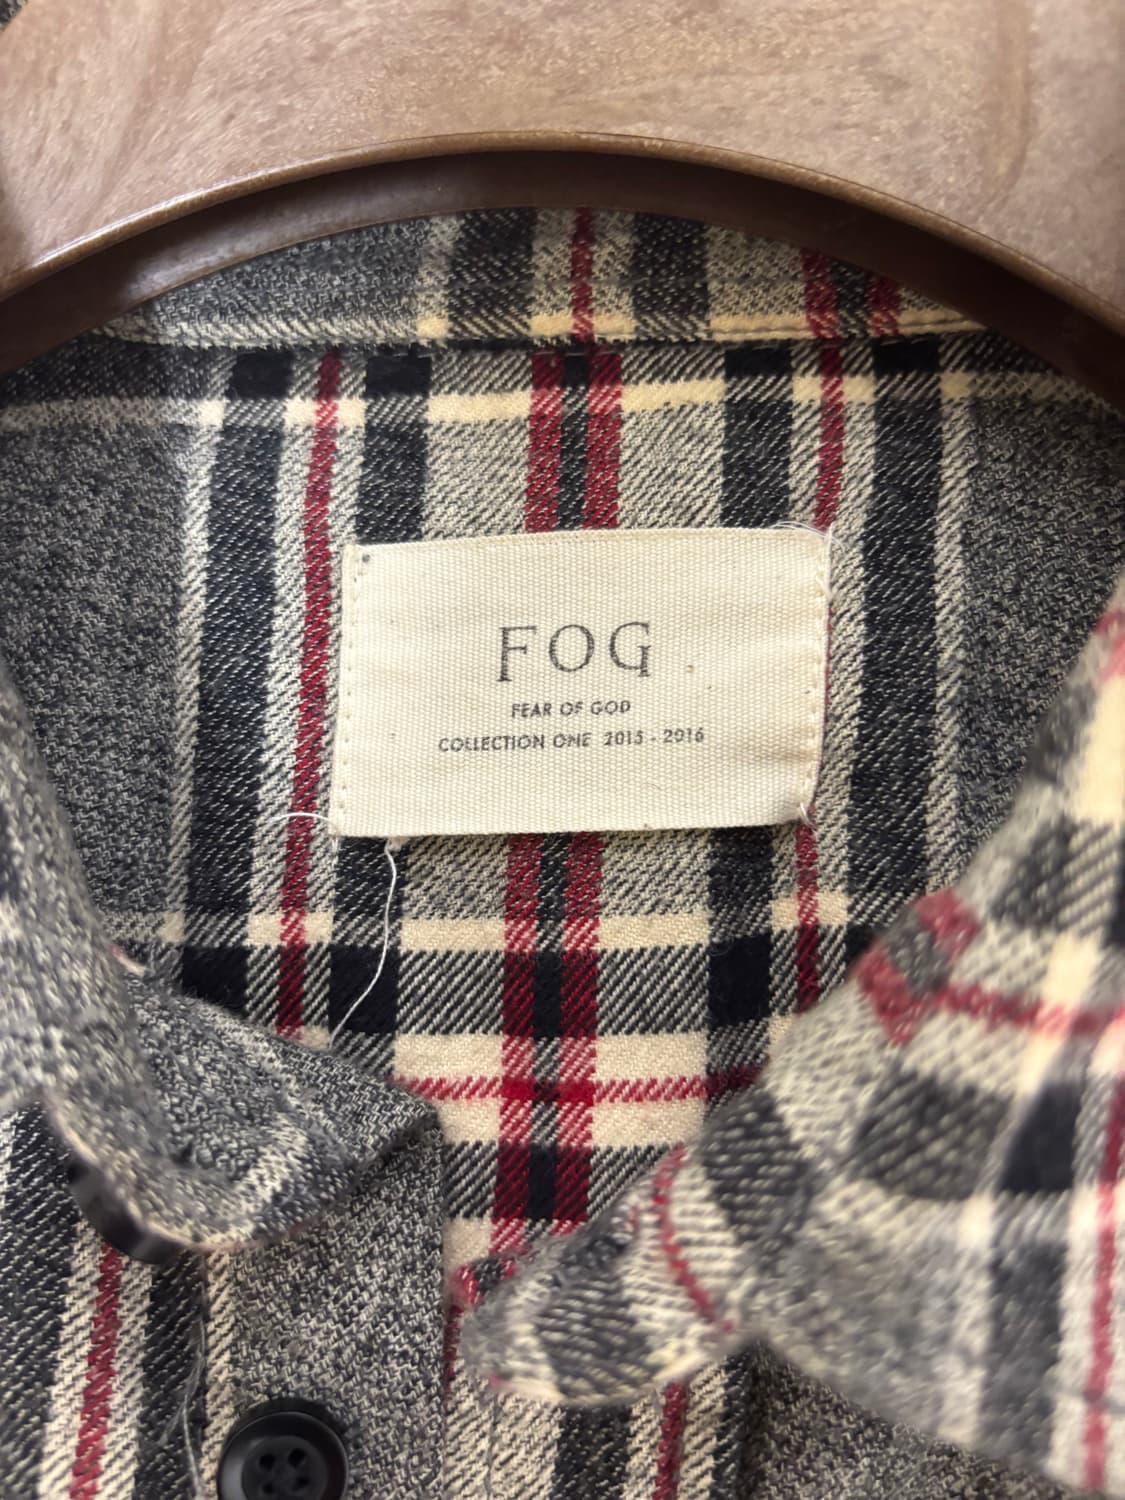 FOG
FEAR OF GOD
COLLECTION ONE 2015 - 2016